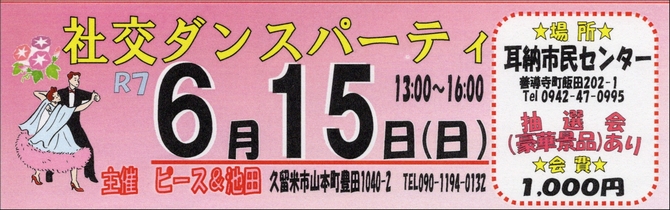 社交ダンスパーティ
R7 6月15日(日) 13:00~16:00
主催 ピース&池田 久留米市山本町豊田1040-2 TEL090-1194-0132
★場所★
耳納市民センター
善導寺町飯田202-1
Tel 0942-47-0995
抽選会
(豪華景品)あり
★会費★
1,000円